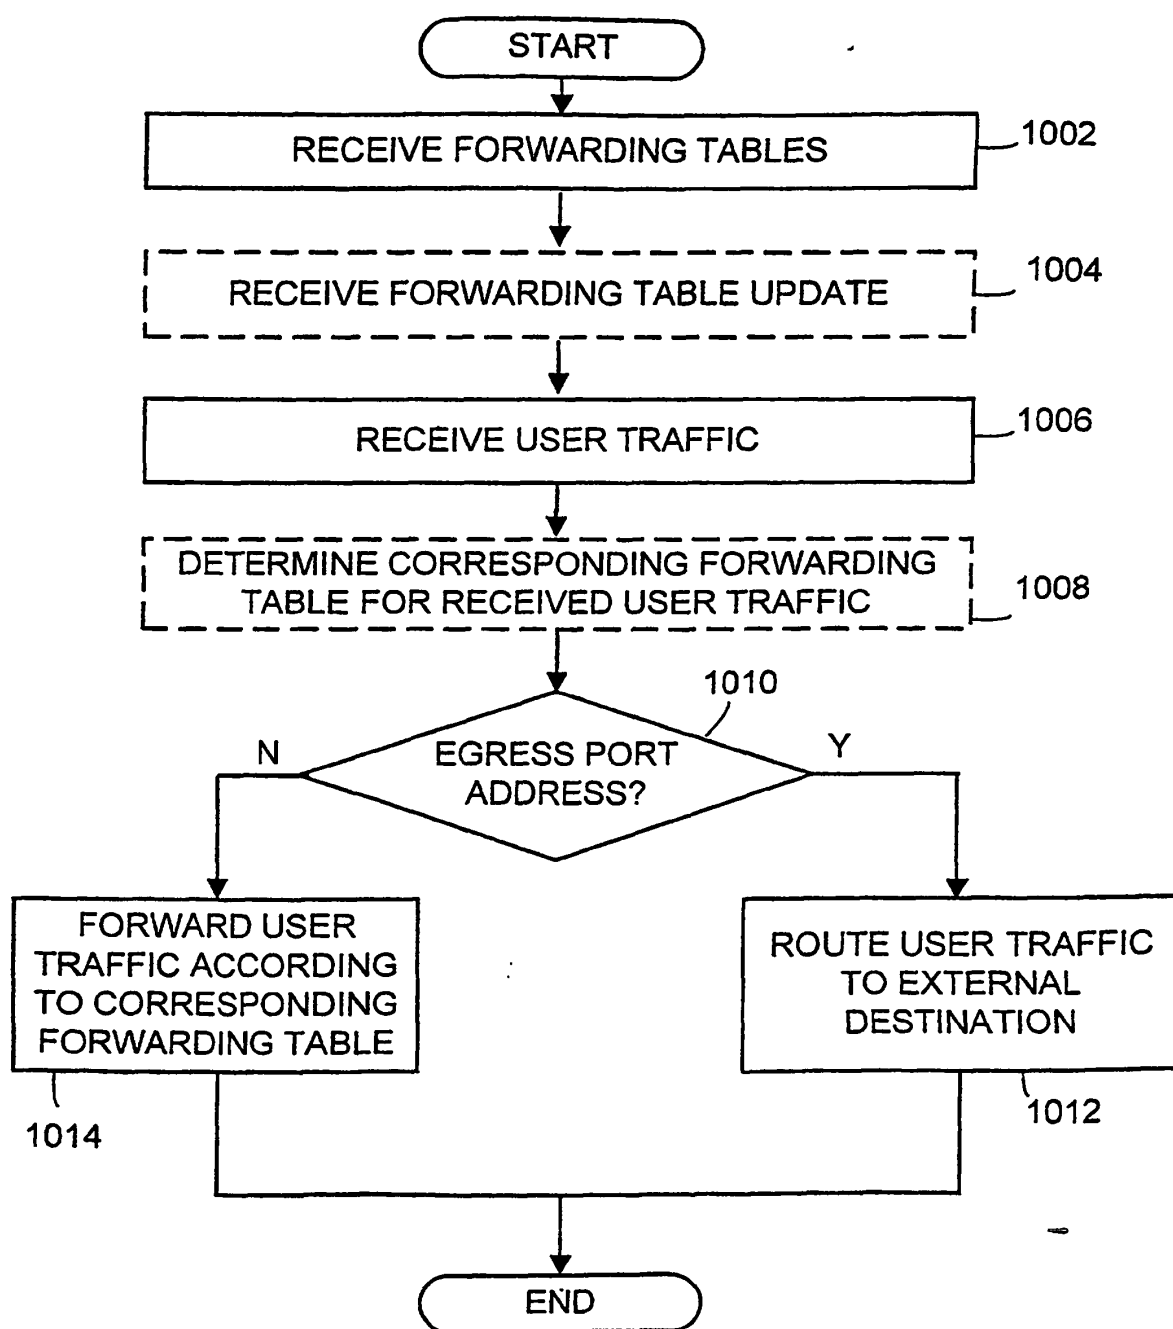 START
RECEIVE FORWARDING TABLES
1002
RECEIVE FORWARDING TABLE UPDATE
1004
RECEIVE USER TRAFFIC
1006
DETERMINE CORRESPONDING FORWARDING
TABLE FOR RECEIVED USER TRAFFIC
1008
1010
EGRESS PORT
ADDRESS?
N
Y
FORWARD USER
TRAFFIC ACCORDING
TO CORRESPONDING
FORWARDING TABLE
1014
ROUTE USER TRAFFIC
TO EXTERNAL
DESTINATION
1012
END